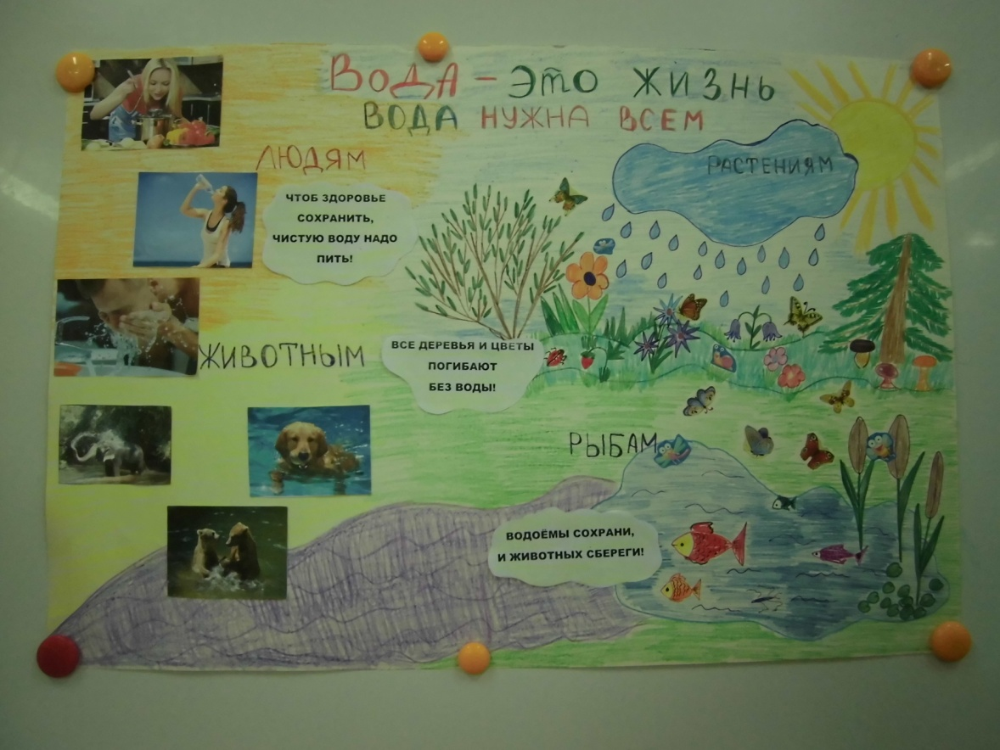 ВОДА – ЭТО ЖИЗНЬ
ВОДА НУЖНА ВСЕМ
ЛЮДЯМ
РАСТЕНИЯМ
ЧТОБ ЗДОРОВЬЕ
СОХРАНИТЬ,
ЧИСТУЮ ВОДУ НАДО
ПИТЬ!
ЖИВОТНЫМ
ВСЕ ДЕРЕВЬЯ И ЦВЕТЫ
ПОГИБАЮТ
БЕЗ ВОДЫ!
РЫБАМ
ВОДОЁМЫ СОХРАНИ,
И ЖИВОТНЫХ СБЕРЕГИ!